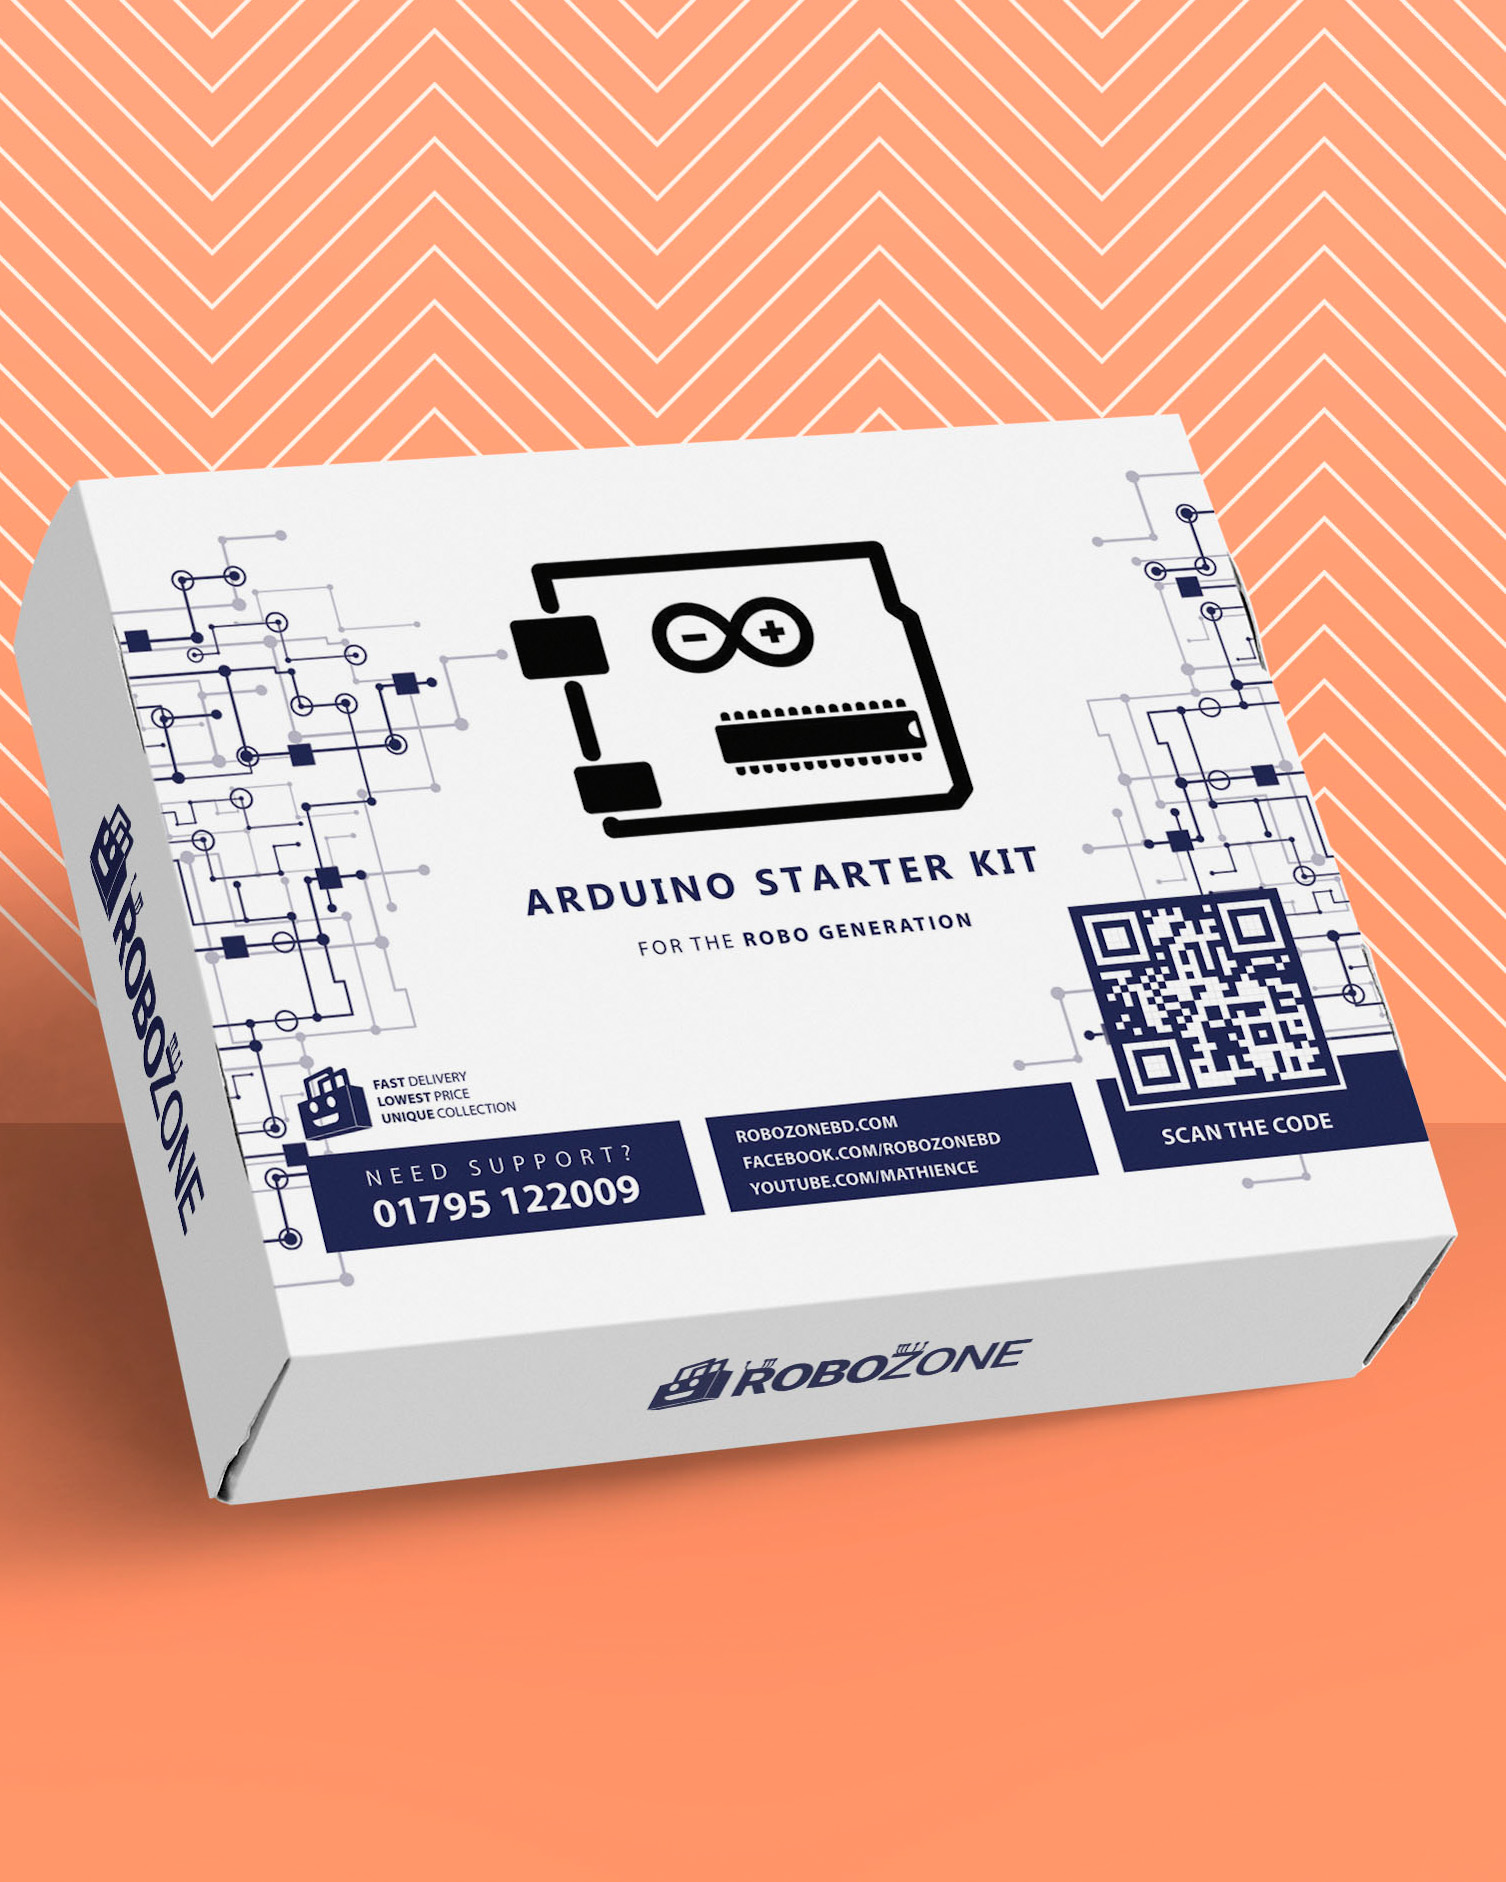 ARDUINO STARTER KIT
FOR THE ROBO GENERATION
FAST DELIVERY
LOWEST PRICE
UNIQUE COLLECTION
NEED SUPPORT?
01795 122009
ROBOZONEBD.COM
FACEBOOK.COM/ROBOZONEBD
YOUTUBE.COM/MATHIENCE
SCAN THE CODE
ROBOZONE
ROBOZONE